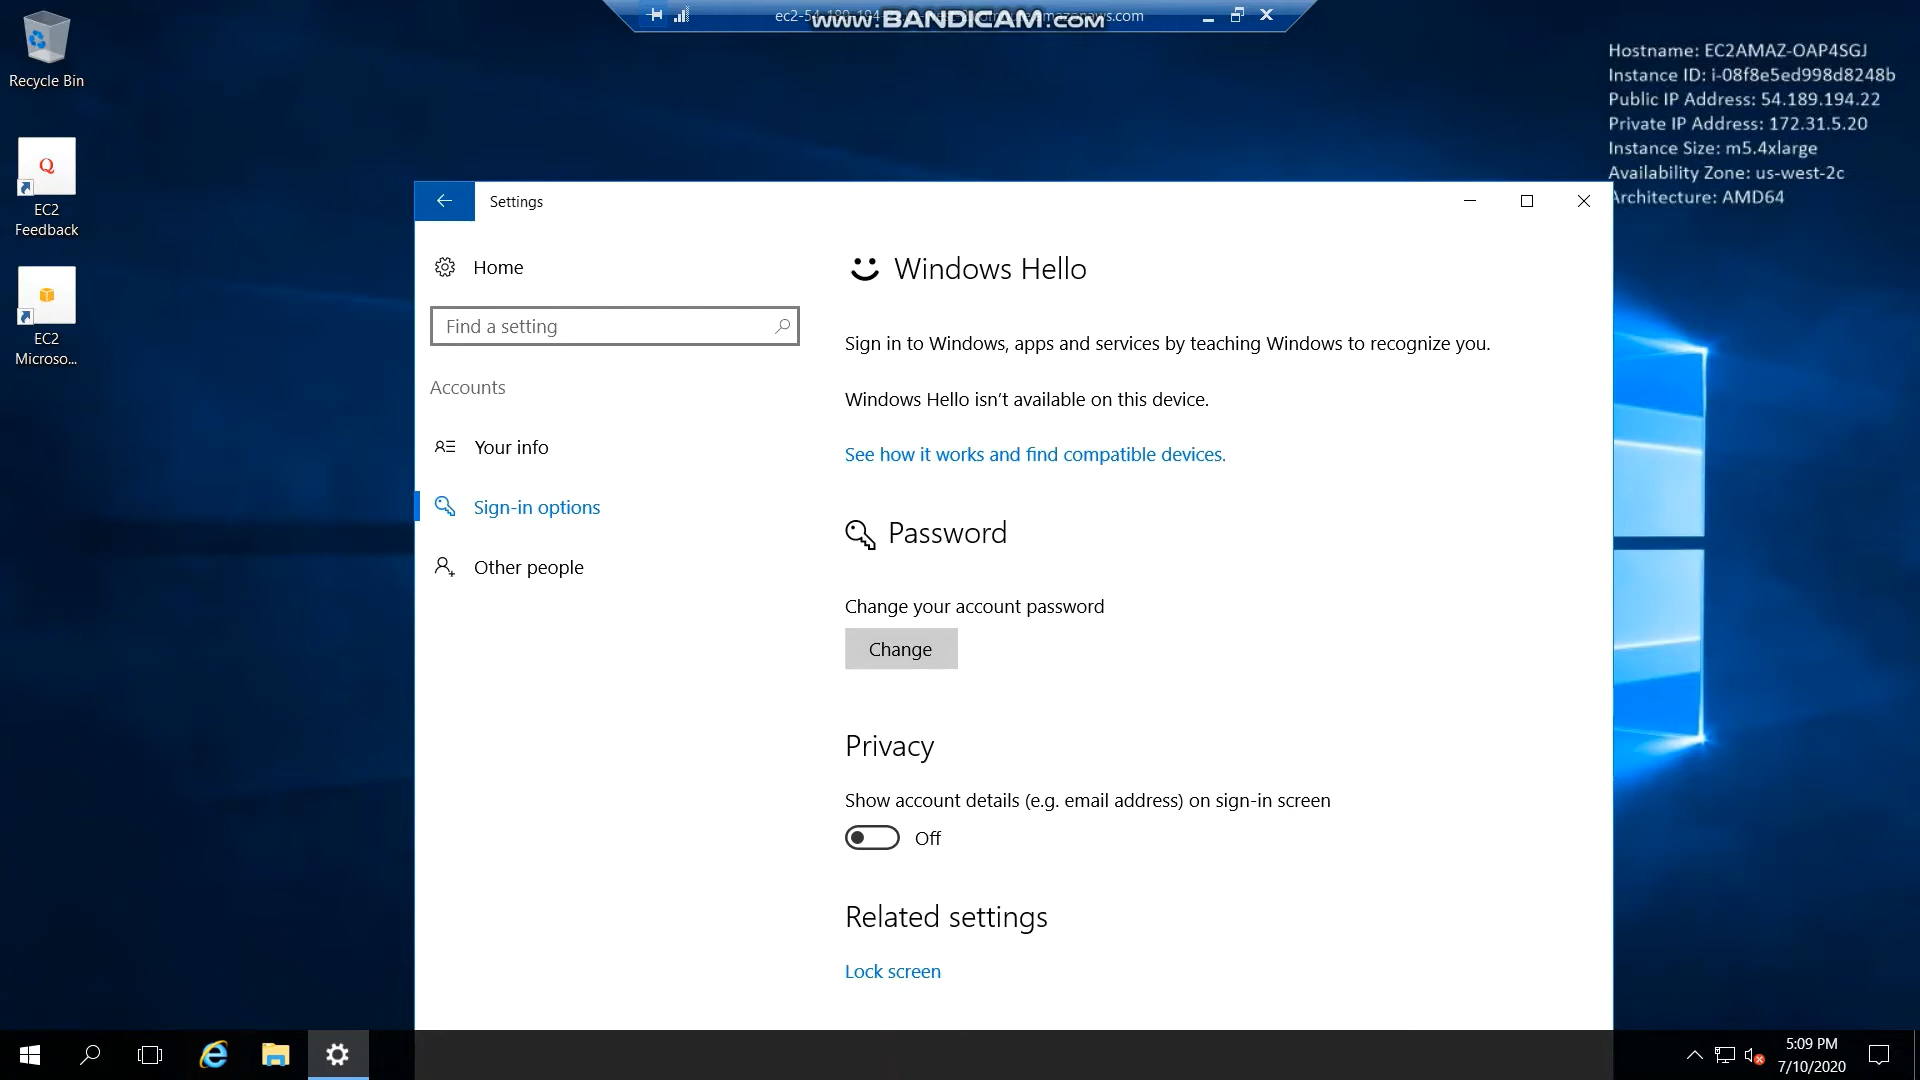 www.BANDICAM.com
Recycle Bin
Hostname: EC2AMAZ-OAP4SGJ
Instance ID: i-08f8e5ed998d8248b
Public IP Address: 54.189.194.22
Private IP Address: 172.31.5.20
Instance Size: m5.4xlarge
Availability Zone: us-west-2c
Architecture: AMD64
EC2
Feedback
EC2
Microso...
Settings
Home
Find a setting
Accounts
Your info
Sign-in options
Other people
Windows Hello
Sign in to Windows, apps and services by teaching Windows to recognize you.
Windows Hello isn't available on this device.
See how it works and find compatible devices.
Password
Change your account password
Change
Privacy
Show account details (e.g. email address) on sign-in screen
Off
Related settings
Lock screen
5:09 PM
7/10/2020